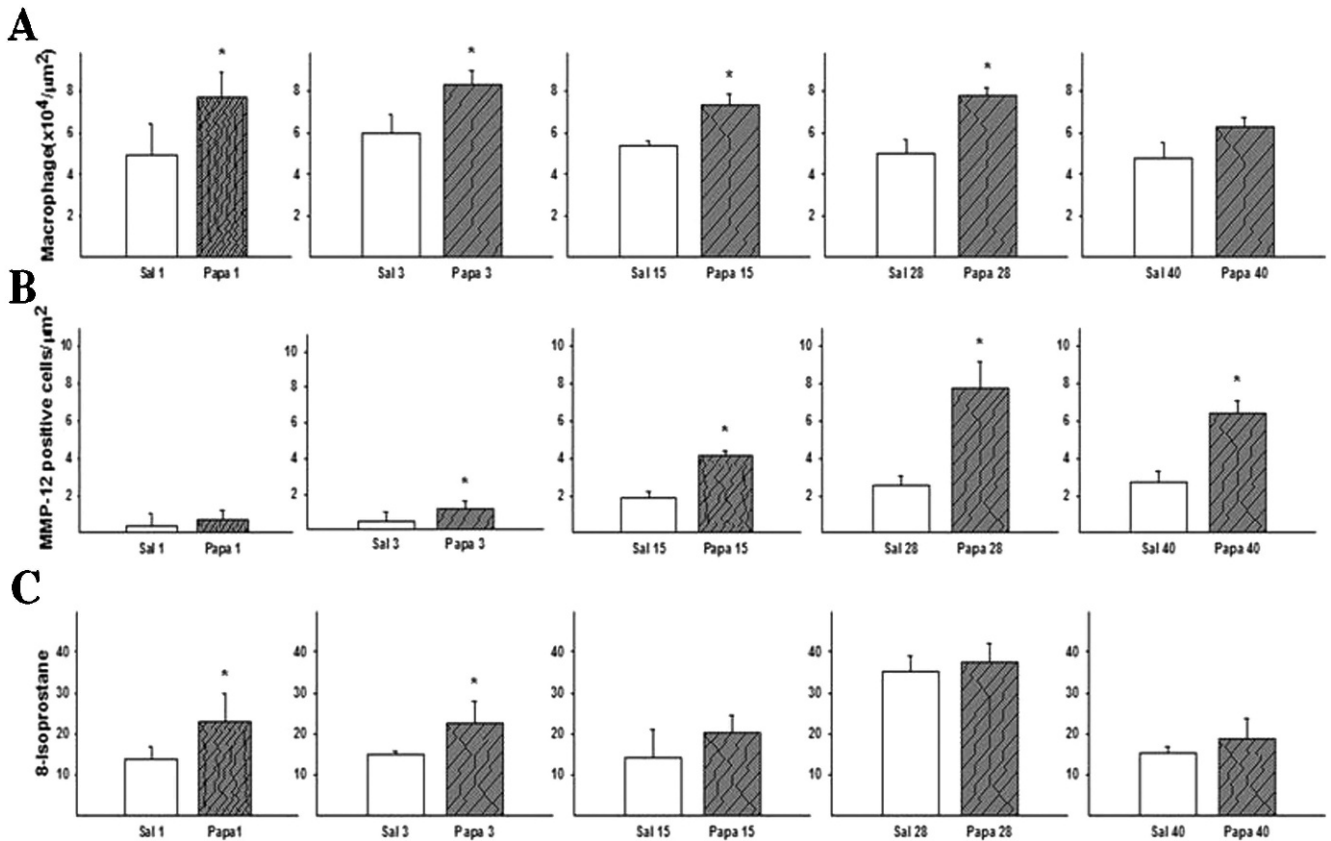 A
Macrophage(x10⁴/µm²)
* * * *
8 8 8 8 8
6 6 6 6 6
4 4 4 4 4
2 2 2 2 2
Sal 1 Papa 1 Sal 3 Papa 3 Sal 15 Papa 15 Sal 28 Papa 28 Sal 40 Papa 40
B
MMP-12 positive cells/µm²
10 10 10 10 10
8 8 8 8 8
6 6 6 6 6
4 4 4 4 4
2 2 2 2 2
* * * *
Sal 1 Papa 1 Sal 3 Papa 3 Sal 15 Papa 15 Sal 28 Papa 28 Sal 40 Papa 40
C
8-Isoprostane
40 40 40 40 40
30 30 30 30 30
20 20 20 20 20
10 10 10 10 10
* *
Sal 1 Papa1 Sal 3 Papa 3 Sal 15 Papa 15 Sal 28 Papa 28 Sal 40 Papa 40